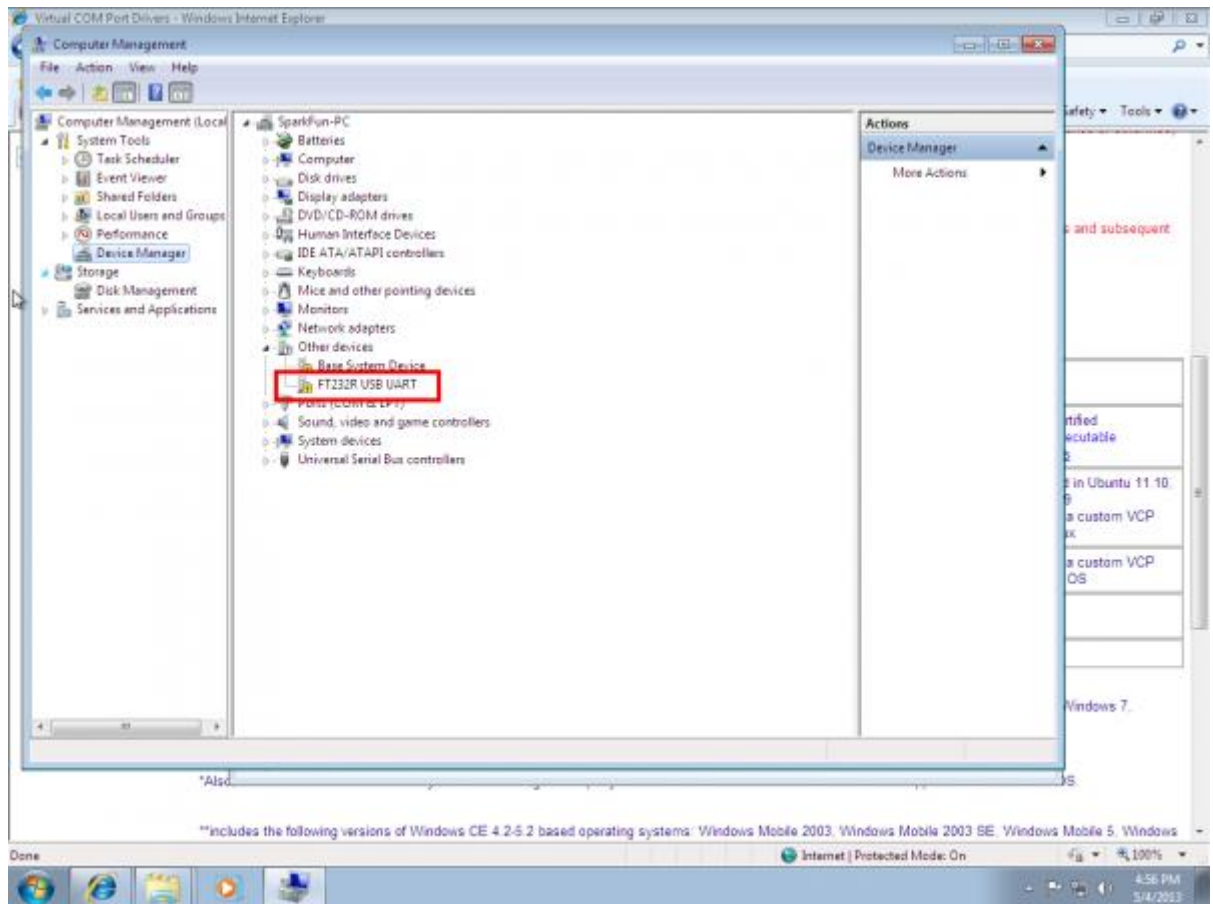 Virtual COM Port Drivers - Windows Internet Explorer
Computer Management
File Action View Help
Safety Tools
Computer Management (Local
System Tools
Task Scheduler
Event Viewer
Shared Folders
Local Users and Groups
Performance
Device Manager
Storage
Disk Management
Services and Applications
SparkFun-PC
Batteries
Computer
Disk drives
Display adapters
DVD/CD-ROM drives
Human Interface Devices
IDE ATA/ATAPI controllers
Keyboards
Mice and other pointing devices
Monitors
Network adapters
Other devices
Base System Device
FT232R USB UART
Ports (COM & LPT)
Sound, video and game controllers
System devices
Universal Serial Bus controllers
Actions
Device Manager
More Actions
s and subsequent
rtified
ecutable
s
d in Ubuntu 11.10,
9
a custom VCP
ux
a custom VCP
OS
Windows 7,
*Also
OS.
**includes the following versions of Windows CE 4.2-5.2 based operating systems: Windows Mobile 2003, Windows Mobile 2003 SE, Windows Mobile 5, Windows
Done
Internet | Protected Mode: On
100%
4:56 PM
5/4/2013